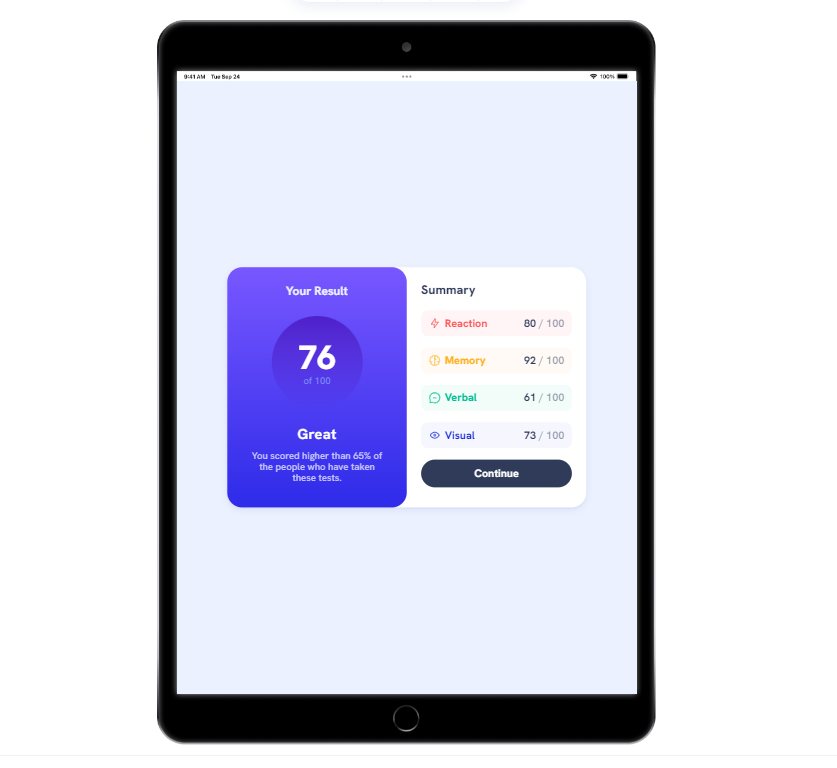 9:41 AM Tue Sep 24
100%
Your Result
76
of 100
Great
You scored higher than 65% of
the people who have taken
these tests.
Summary
Reaction 80 / 100
Memory 92 / 100
Verbal 61 / 100
Visual 73 / 100
Continue